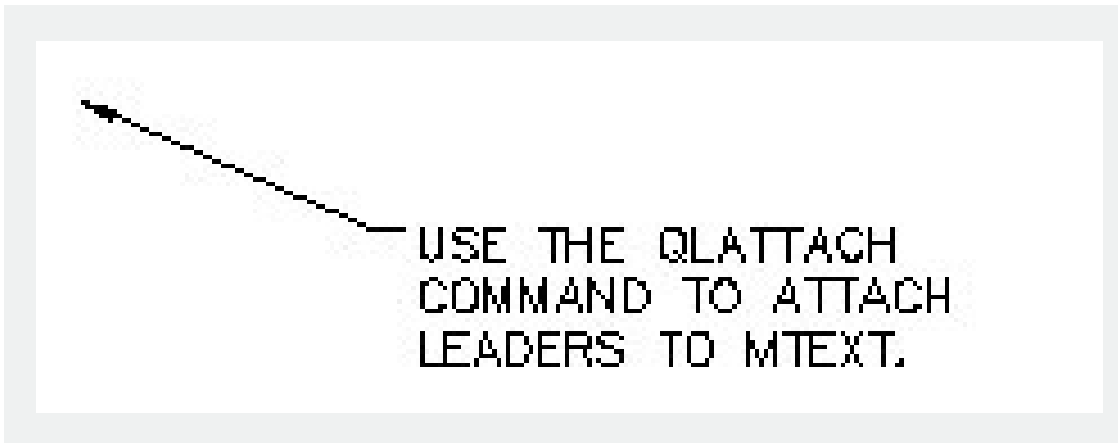 USE THE QLATTACH
COMMAND TO ATTACH
LEADERS TO MTEXT.